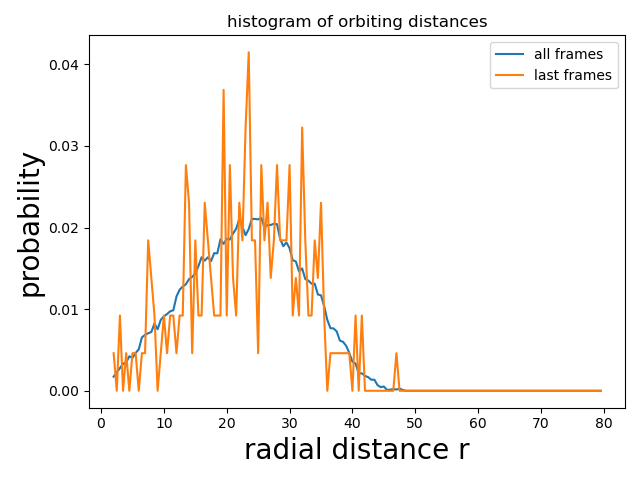 histogram of orbiting distances
all frames
last frames
probability
0.04
0.03
0.02
0.01
0.00
0 10 20 30 40 50 60 70 80
radial distance r